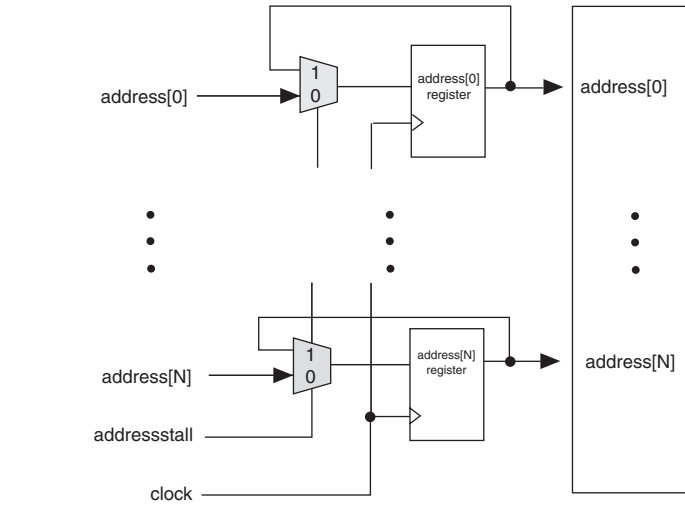 1
0
address[0]
address[0]
register
address[0]
1
0
address[N]
address[N]
register
address[N]
addressstall
clock